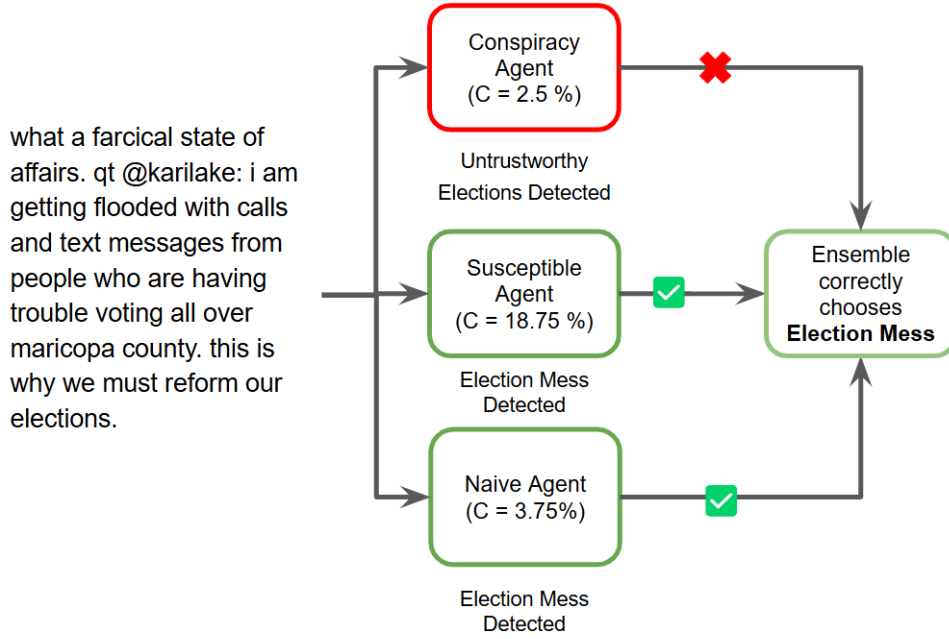 what a farcical state of
affairs. qt @karilake: i am
getting flooded with calls
and text messages from
people who are having
trouble voting all over
maricopa county. this is
why we must reform our
elections.
Conspiracy
Agent
(C = 2.5 %)
Untrustworthy
Elections Detected
Susceptible
Agent
(C = 18.75 %)
Election Mess
Detected
Naive Agent
(C = 3.75%)
Election Mess
Detected
Ensemble
correctly
chooses
Election Mess